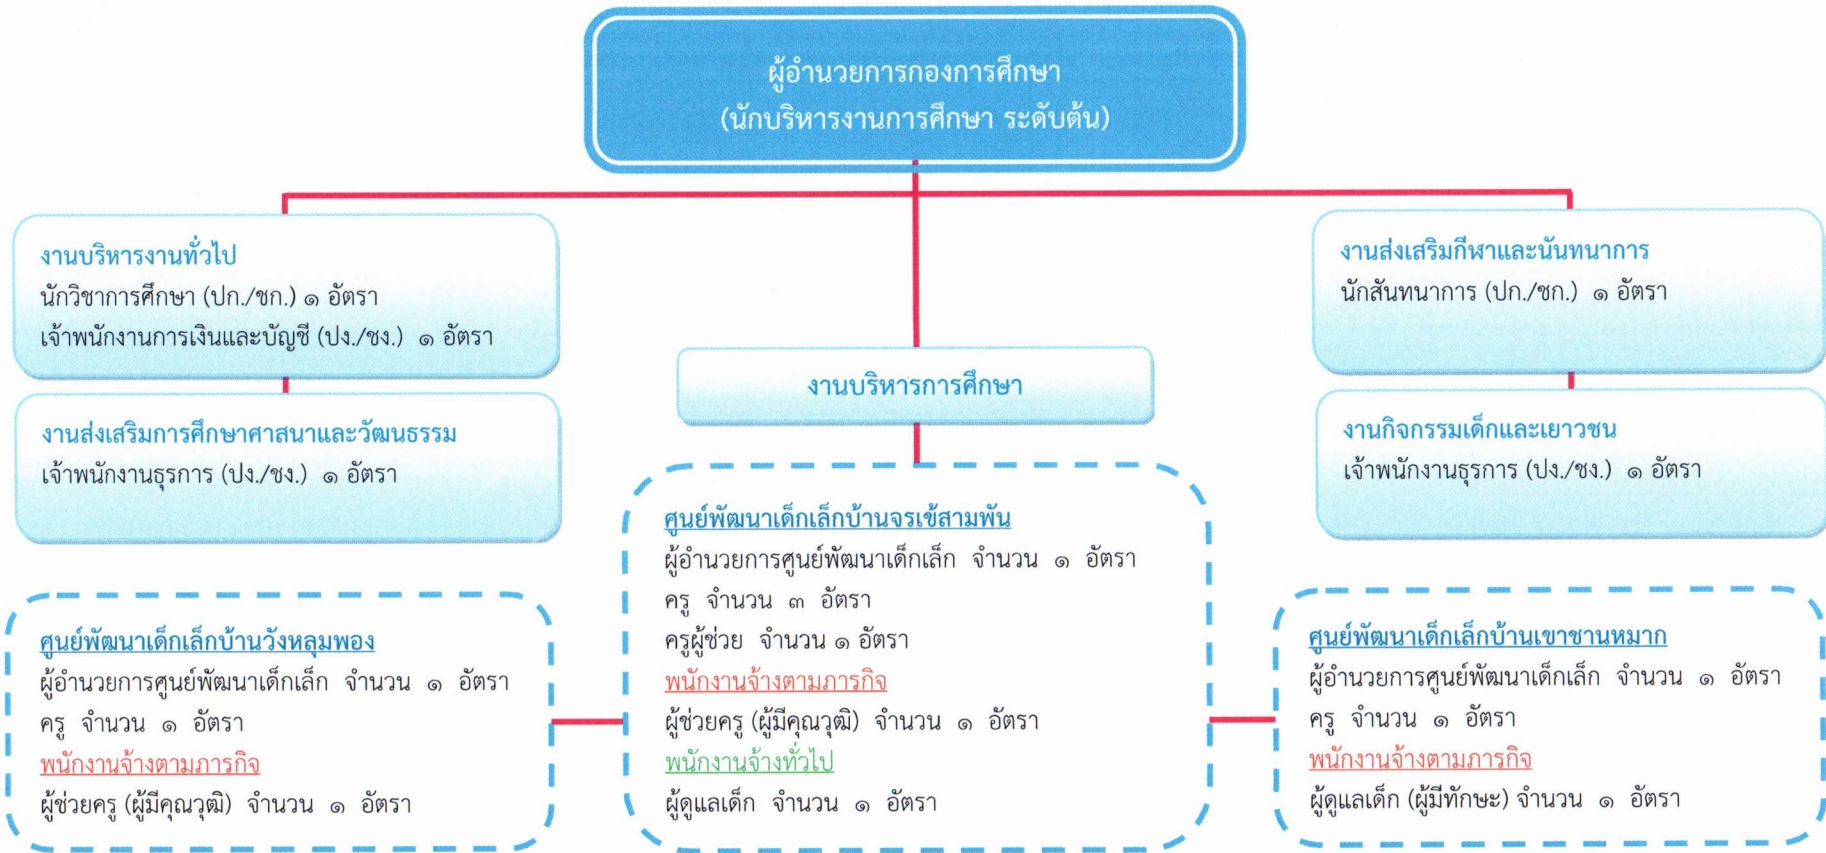 ผู้อำนวยการกองการศึกษา
(นักบริหารงานการศึกษา ระดับต้น)
งานบริหารงานทั่วไป
นักวิชาการศึกษา (ปก./ชก.) ๑ อัตรา
เจ้าพนักงานการเงินและบัญชี (ปง./ชง.) ๑ อัตรา
งานส่งเสริมการศึกษาศาสนาและวัฒนธรรม
เจ้าพนักงานธุรการ (ปง./ชง.) ๑ อัตรา
งานบริหารการศึกษา
งานส่งเสริมกีฬาและนันทนาการ
นักสันทนาการ (ปก./ชก.) ๑ อัตรา
งานกิจกรรมเด็กและเยาวชน
เจ้าพนักงานธุรการ (ปง./ชง.) ๑ อัตรา
ศูนย์พัฒนาเด็กเล็กบ้านวังหลุมพอง
ผู้อำนวยการศูนย์พัฒนาเด็กเล็ก จำนวน ๑ อัตรา
ครู จำนวน ๑ อัตรา
พนักงานจ้างตามภารกิจ
ผู้ช่วยครู (ผู้มีคุณวุฒิ) จำนวน ๑ อัตรา
ศูนย์พัฒนาเด็กเล็กบ้านจรเข้สามพัน
ผู้อำนวยการศูนย์พัฒนาเด็กเล็ก จำนวน ๑ อัตรา
ครู จำนวน ๓ อัตรา
ครูผู้ช่วย จำนวน ๑ อัตรา
พนักงานจ้างตามภารกิจ
ผู้ช่วยครู (ผู้มีคุณวุฒิ) จำนวน ๑ อัตรา
พนักงานจ้างทั่วไป
ผู้ดูแลเด็ก จำนวน ๑ อัตรา
ศูนย์พัฒนาเด็กเล็กบ้านเขาชานหมาก
ผู้อำนวยการศูนย์พัฒนาเด็กเล็ก จำนวน ๑ อัตรา
ครู จำนวน ๑ อัตรา
พนักงานจ้างตามภารกิจ
ผู้ดูแลเด็ก (ผู้มีทักษะ) จำนวน ๑ อัตรา